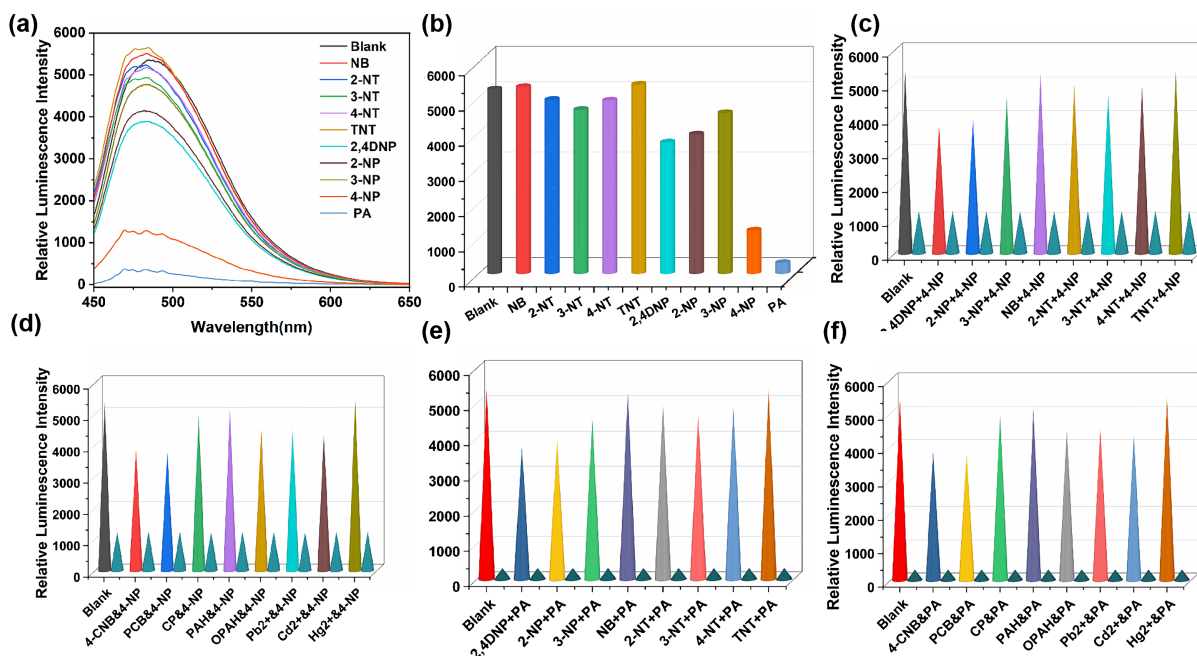 (a)
Relative Luminescence Intensity
6000
5000
4000
3000
2000
1000
0
450
500
550
600
650
Wavelength(nm)
Blank
NB
2-NT
3-NT
4-NT
TNT
2,4DNP
2-NP
3-NP
4-NP
PA
(b)
6000
5000
4000
3000
2000
1000
0
Blank
NB
2-NT
3-NT
4-NT
TNT
2,4DNP
2-NP
3-NP
4-NP
PA
(c)
Relative Luminescence Intensity
6000
5000
4000
3000
2000
1000
0
Blank
2,4DNP+4-NP
2-NP+4-NP
3-NP+4-NP
NB+4-NP
2-NT+4-NP
3-NT+4-NP
4-NT+4-NP
TNT+4-NP
(d)
Relative Luminescence Intensity
6000
5000
4000
3000
2000
1000
0
Blank
4-CNB&4-NP
PCB&4-NP
CP&4-NP
PAH&4-NP
OPAH&4-NP
Pb2+&4-NP
Cd2+&4-NP
Hg2+&4-NP
(e)
6000
5000
4000
3000
2000
1000
0
Blank
2,4DNP+PA
2-NP+PA
3-NP+PA
NB+PA
2-NT+PA
3-NT+PA
4-NT+PA
TNT+PA
(f)
Relative Luminescence Intensity
6000
5000
4000
3000
2000
1000
0
Blank
4-CNB&PA
PCB&PA
CP&PA
PAH&PA
OPAH&PA
Pb2+&PA
Cd2+&PA
Hg2+&PA